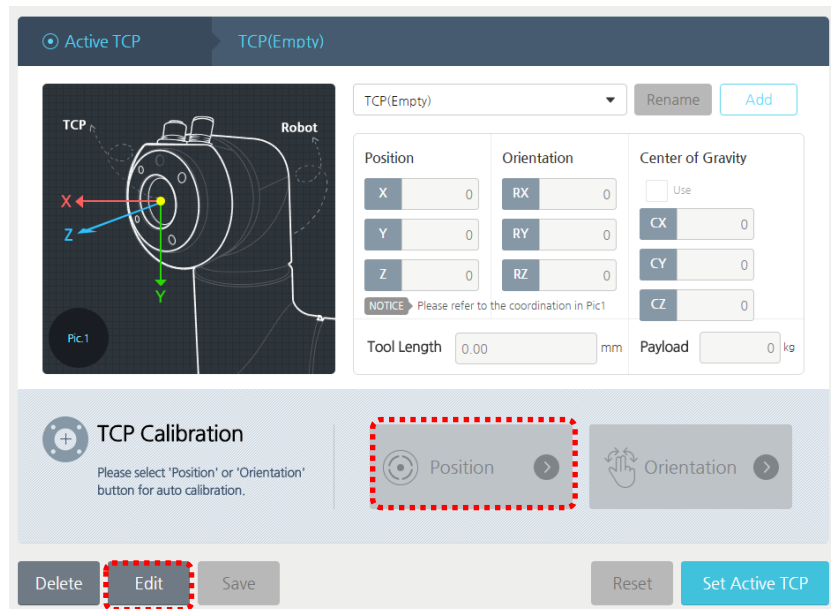 Active TCP
TCP(Empty)
TCP
Robot
X
Z
Y
Pic.1
TCP(Empty)
Rename
Add
Position
Orientation
Center of Gravity
Use
X 0
RX 0
CX 0
Y 0
RY 0
CY 0
Z 0
RZ 0
CZ 0
NOTICE Please refer to the coordination in Pic1
Tool Length 0.00 mm
Payload 0 kg
TCP Calibration
Please select 'Position' or 'Orientation'
button for auto calibration.
Position
Orientation
Delete
Edit
Save
Reset
Set Active TCP